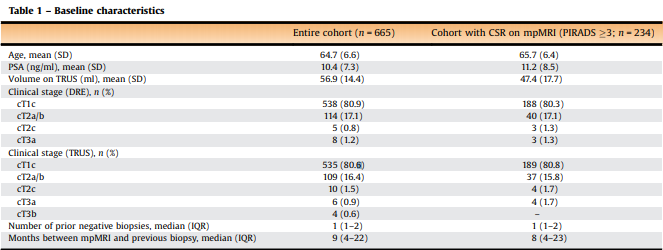 Table 1 – Baseline characteristics
Entire cohort (n = 665) Cohort with CSR on mpMRI (PIRADS ≥3; n = 234)
Age, mean (SD) 64.7 (6.6) 65.7 (6.4)
PSA (ng/ml), mean (SD) 10.4 (7.3) 11.2 (8.5)
Volume on TRUS (ml), mean (SD) 56.9 (14.4) 47.4 (17.7)
Clinical stage (DRE), n (%)
cT1c 538 (80.9) 188 (80.3)
cT2a/b 114 (17.1) 40 (17.1)
cT2c 5 (0.8) 3 (1.3)
cT3a 8 (1.2) 3 (1.3)
Clinical stage (TRUS), n (%)
cT1c 535 (80.6) 189 (80.8)
cT2a/b 109 (16.4) 37 (15.8)
cT2c 10 (1.5) 4 (1.7)
cT3a 6 (0.9) 4 (1.7)
cT3b 4 (0.6) –
Number of prior negative biopsies, median (IQR) 1 (1–2) 1 (1–2)
Months between mpMRI and previous biopsy, median (IQR) 9 (4–22) 8 (4–23)